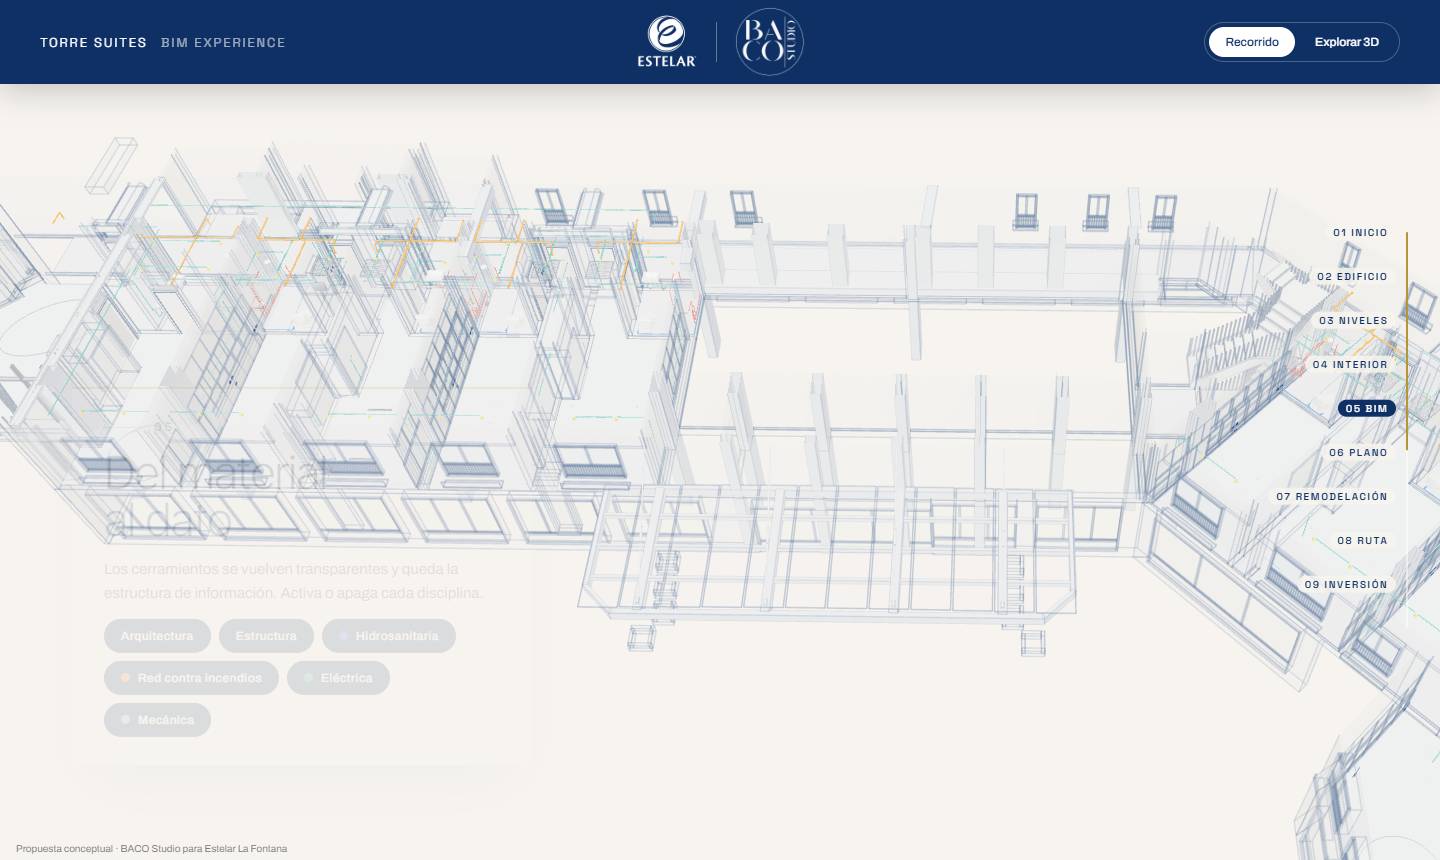 TORRE SUITES BIM EXPERIENCE
ESTELAR
BACO STUDIO
Recorrido
Explorar 3D
01 INICIO
02 EDIFICIO
03 NIVELES
04 INTERIOR
05 BIM
06 PLANO
07 REMODELACIÓN
08 RUTA
09 INVERSIÓN
05
Del material
al dato
Los cerramientos se vuelven transparentes y queda la
estructura de información. Activa o apaga cada disciplina.
Arquitectura
Estructura
Hidrosanitaria
Red contra incendios
Eléctrica
Mecánica
Propuesta conceptual · BACO Studio para Estelar La Fontana